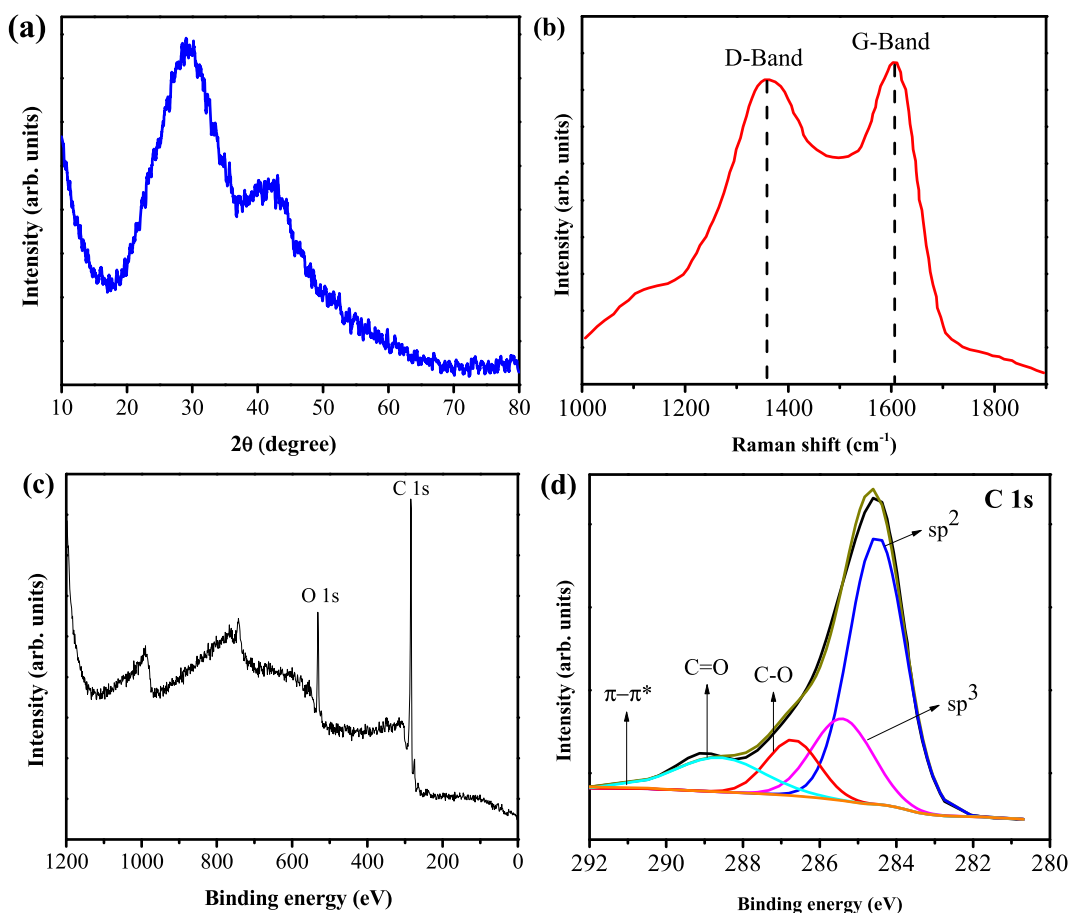 (a)
Intensity (arb. units)
10 20 30 40 50 60 70 80
2θ (degree)
(b)
D-Band
G-Band
Intensity (arb. units)
1000 1200 1400 1600 1800
Raman shift (cm⁻¹)
(c)
C 1s
O 1s
Intensity (arb. units)
1200 1000 800 600 400 200 0
Binding energy (eV)
(d)
C 1s
sp²
C=O
C-O
π–π*
sp³
Intensity (arb. units)
292 290 288 286 284 282 280
Binding energy (eV)